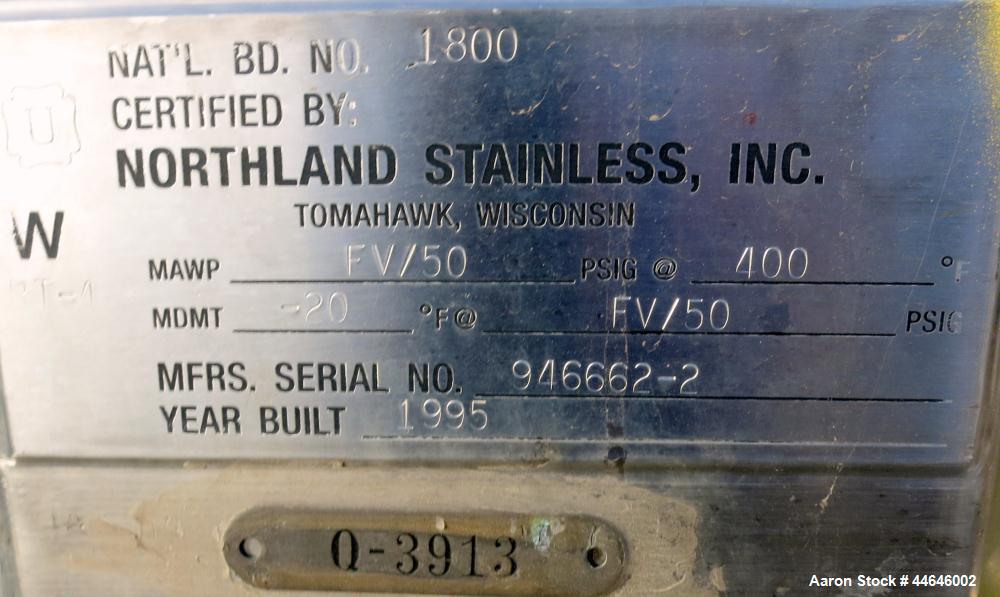 NAT'L. BD. NO. 1800
U
CERTIFIED BY:
NORTHLAND STAINLESS, INC.
TOMAHAWK, WISCONSIN
W
MAWP FV/50 PSIG @ 400 °F
MDMT -20 °F@ FV/50 PSIG
MFRS. SERIAL NO. 946662-2
YEAR BUILT 1995
Q-3913
Aaron Stock # 44646002